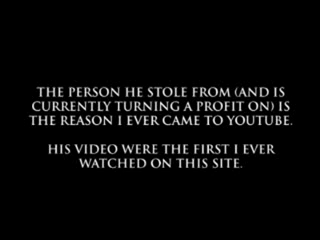 THE PERSON HE STOLE FROM (AND IS
CURRENTLY TURNING A PROFIT ON) IS
THE REASON I EVER CAME TO YOUTUBE.
HIS VIDEO WERE THE FIRST I EVER
WATCHED ON THIS SITE.